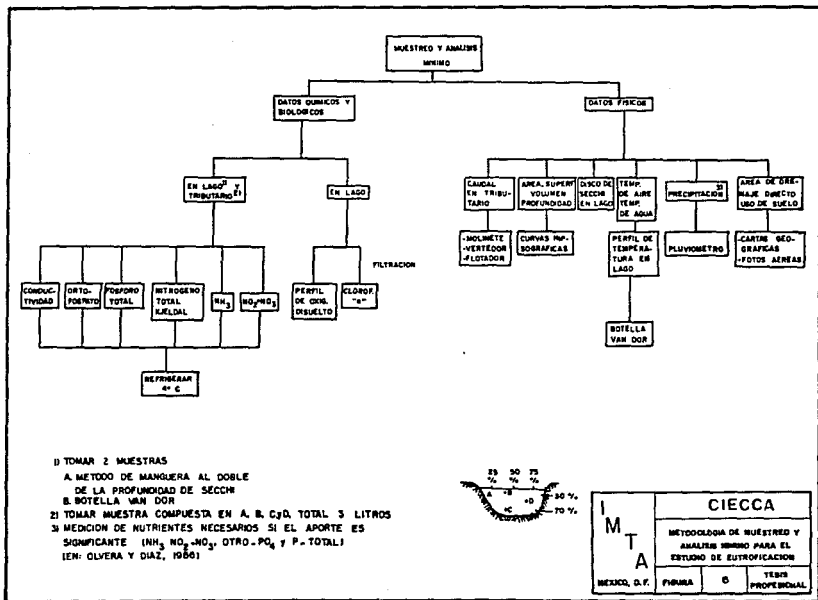 MUESTREO Y ANALISIS
MINIMO
DATOS QUIMICOS Y
BIOLOGICOS
DATOS FISICOS
EN LAGO 1) Y
TRIBUTARIO 2)
EN LAGO
CAUDAL
EN TRIBU-
TARIO
AREA, SUPERF.
VOLUMEN
PROFUNDIDAD
DISCO DE
SECCHI
EN LAGO
TEMP.
DE AIRE
TEMP.
DE AGUA
PRECIPITACION 3)
AREA DE DRE-
NAJE DIRECTO
USO DE SUELO
-MOLINETE
-VERTEDOR
-FLOTADOR
CURVAS HIP-
SOGRAFICAS
PERFIL DE
TEMPERA-
TURA EN
LAGO
PLUVIOMETRO
-CARTAS GEO-
GRAFICAS
-FOTOS AEREAS
FILTRACION
CONDUC-
TIVIDAD
ORTO-
FOSFATO
FOSFORO
TOTAL
NITROGENO
TOTAL
KJELDAL
NH3
NO2+NO3
PERFIL
DE OXIG.
DISUELTO
CLOROF.
"a"
BOTELLA
VAN DOR
REFRIGERAR
4° C
1) TOMAR 2 MUESTRAS
A. METODO DE MANGUERA AL DOBLE
DE LA PROFUNDIDAD DE SECCHI
B. BOTELLA VAN DOR
2) TOMAR MUESTRA COMPUESTA EN A, B, C y D, TOTAL 3 LITROS
3) MEDICION DE NUTRIENTES NECESARIOS SI EL APORTE ES
SIGNIFICANTE (NH3 NO2-NO3, OTRO-PO4 y P-TOTAL)
(EN: OLVERA Y DIAZ, 1986)
25 50 75
% % %
A +B
+D
+C
30 %
70 %
IMTA
MEXICO, D.F.
CIECCA
METODOLOGIA DE MUESTREO Y
ANALISIS MINIMO PARA EL
ESTUDIO DE EUTROFICACION
FIGURA 6 TESIS
PROFESIONAL